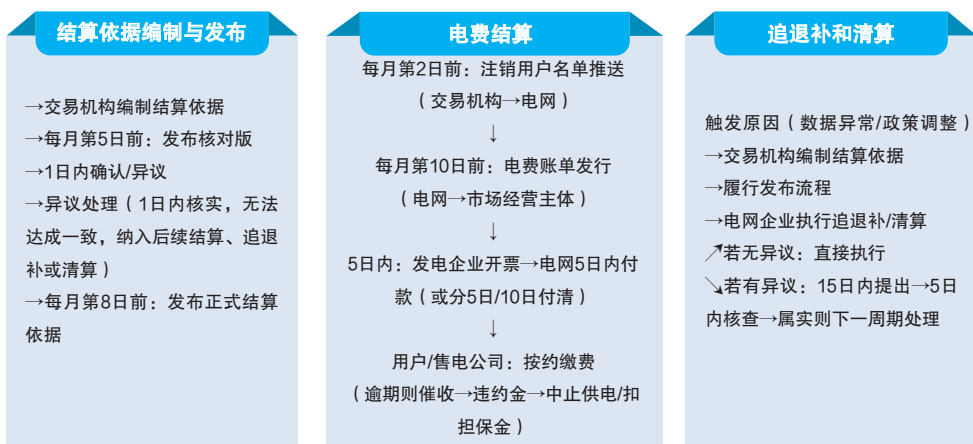 结算依据编制与发布
→交易机构编制结算依据
→每月第5日前：发布核对版
→1日内确认/异议
→异议处理（1日内核实，无法
达成一致，纳入后续结算、追退
补或清算）
→每月第8日前：发布正式结算
依据
电费结算
每月第2日前：注销用户名单推送
（交易机构→电网）
↓
每月第10日前：电费账单发行
（电网→市场经营主体）
↓
5日内：发电企业开票→电网5日内付
款（或分5日/10日付清）
↓
用户/售电公司：按约缴费
（逾期则催收→违约金→中止供电/扣
担保金）
追退补和清算
触发原因（数据异常/政策调整）
→交易机构编制结算依据
→履行发布流程
→电网企业执行追退补/清算
↗若无异议：直接执行
↘若有异议：15日内提出→5日
内核查→属实则下一周期处理